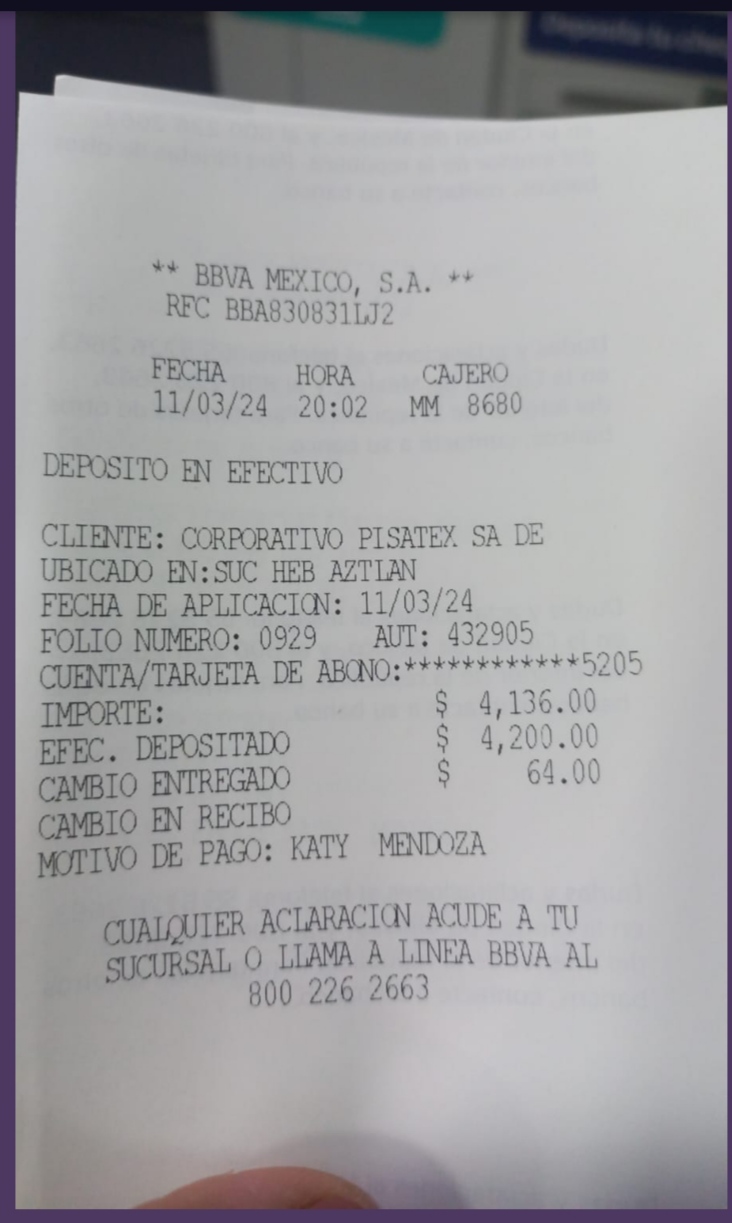 Deposita tu cheq
** BBVA MEXICO, S.A. **
RFC BBA830831LJ2
FECHA HORA CAJERO
11/03/24 20:02 MM 8680
DEPOSITO EN EFECTIVO
CLIENTE: CORPORATIVO PISATEX SA DE
UBICADO EN:SUC HEB AZTLAN
FECHA DE APLICACION: 11/03/24
FOLIO NUMERO: 0929 AUT: 432905
CUENTA/TARJETA DE ABONO:************5205
IMPORTE: $ 4,136.00
EFEC. DEPOSITADO $ 4,200.00
CAMBIO ENTREGADO $ 64.00
CAMBIO EN RECIBO
MOTIVO DE PAGO: KATY MENDOZA
CUALQUIER ACLARACION ACUDE A TU
SUCURSAL O LLAMA A LINEA BBVA AL
800 226 2663